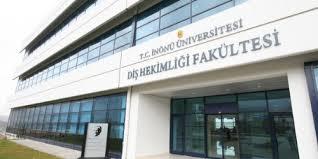 T.C. İNÖNÜ ÜNİVERSİTESİ
DİŞ HEKİMLİĞİ FAKÜLTESİ